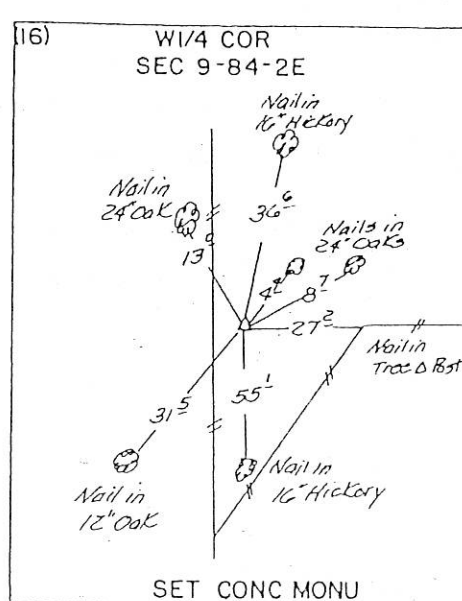 (16)
W1/4 COR
SEC 9-84-2E
Nail in
16" Hickory
Nail in
24" Oak
36 6
13 0
Nails in
24" Oaks
4 4
8 7
27 2
Nail in
Tree Δ Post
31 5
55 1
Nail in
12" Oak
Nail in
16" Hickory
SET CONC MONU